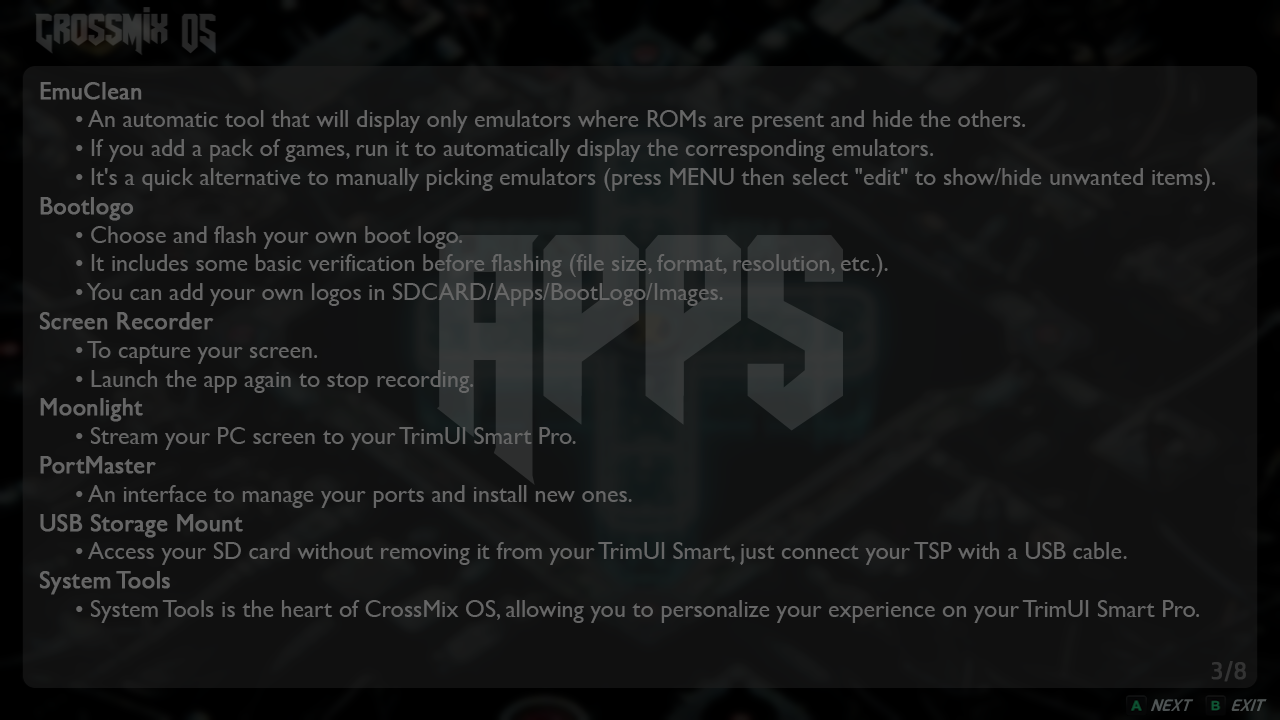 CROSSMIX OS
EmuClean
• An automatic tool that will display only emulators where ROMs are present and hide the others.
• If you add a pack of games, run it to automatically display the corresponding emulators.
• It's a quick alternative to manually picking emulators (press MENU then select "edit" to show/hide unwanted items).
Bootlogo
• Choose and flash your own boot logo.
• It includes some basic verification before flashing (file size, format, resolution, etc.).
• You can add your own logos in SDCARD/Apps/BootLogo/Images.
Screen Recorder
• To capture your screen.
• Launch the app again to stop recording.
Moonlight
• Stream your PC screen to your TrimUI Smart Pro.
PortMaster
• An interface to manage your ports and install new ones.
USB Storage Mount
• Access your SD card without removing it from your TrimUI Smart, just connect your TSP with a USB cable.
System Tools
• System Tools is the heart of CrossMix OS, allowing you to personalize your experience on your TrimUI Smart Pro.
APPS
3/8
A NEXT B EXIT